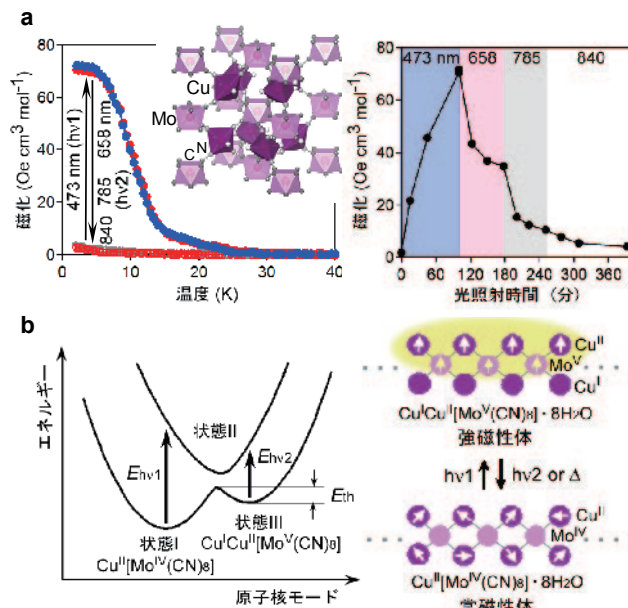 a
80
60
40
20
0
磁化 (Oe cm³ mol⁻¹)
473 nm (hν1)
840 785 658 nm
(hν2)
Cu
Mo
C N
0 10 20 30 40
温度 (K)
80
60
40
20
0
磁化 (Oe cm³ mol⁻¹)
473 nm 658 785 840
0 60 120 180 240 300 360
光照射時間 (分)
b
エネルギー
状態II
Ehν1
Ehν2
Eth
状態I
Cuᴵᴵ[Moᴵⱽ(CN)₈]
状態III
CuᴵCuᴵᴵ[Moⱽ(CN)₈]
原子核モード
Cuᴵᴵ
Moⱽ
Cuᴵ
CuᴵCuᴵᴵ[Moⱽ(CN)₈]・8H₂O
強磁性体
hν1
hν2 or Δ
Cuᴵᴵ
Moᴵⱽ
Cuᴵᴵ[Moᴵⱽ(CN)₈]・8H₂O
常磁性体